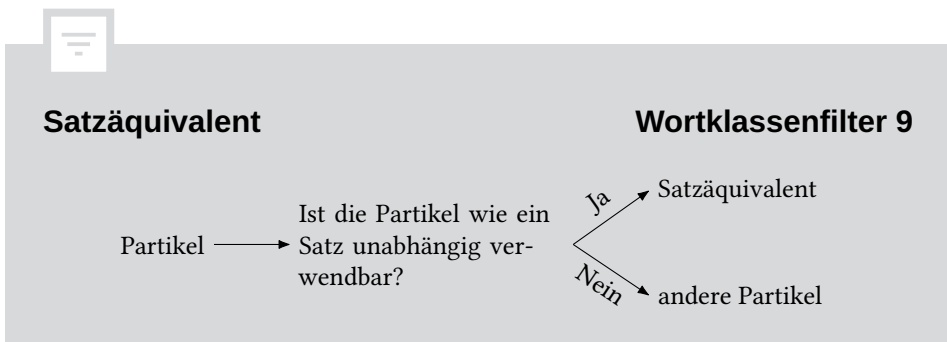 Satzäquivalent
Wortklassenfilter 9
Partikel
Ist die Partikel wie ein
Satz unabhängig ver-
wendbar?
Ja
Satzäquivalent
Nein
andere Partikel